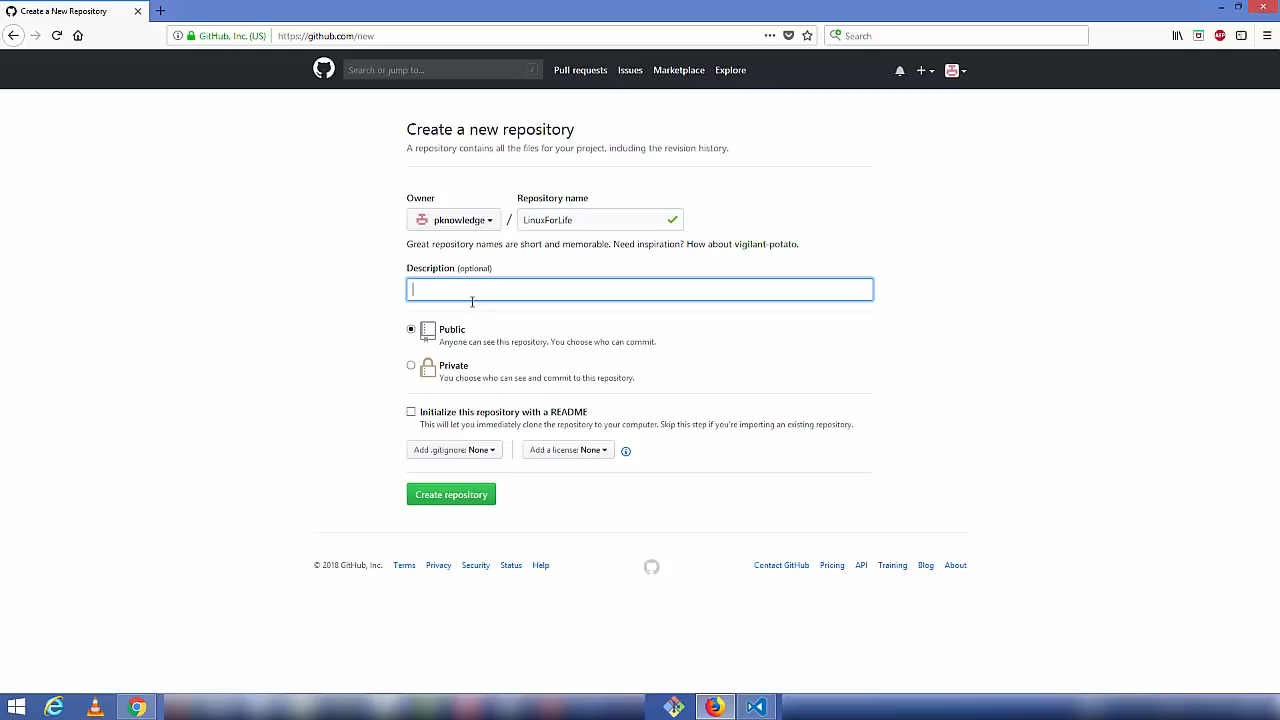 Create a New Repository
GitHub, Inc. (US)
https://github.com/new
Search
Search or jump to...
/
Pull requests
Issues
Marketplace
Explore
Create a new repository
A repository contains all the files for your project, including the revision history.
Owner
Repository name
pknowledge
/
LinuxForLife
Great repository names are short and memorable. Need inspiration? How about vigilant-potato.
Description (optional)
Public
Anyone can see this repository. You choose who can commit.
Private
You choose who can see and commit to this repository.
Initialize this repository with a README
This will let you immediately clone the repository to your computer. Skip this step if you're importing an existing repository.
Add .gitignore: None
Add a license: None
Create repository
© 2018 GitHub, Inc.
Terms
Privacy
Security
Status
Help
Contact GitHub
Pricing
API
Training
Blog
About